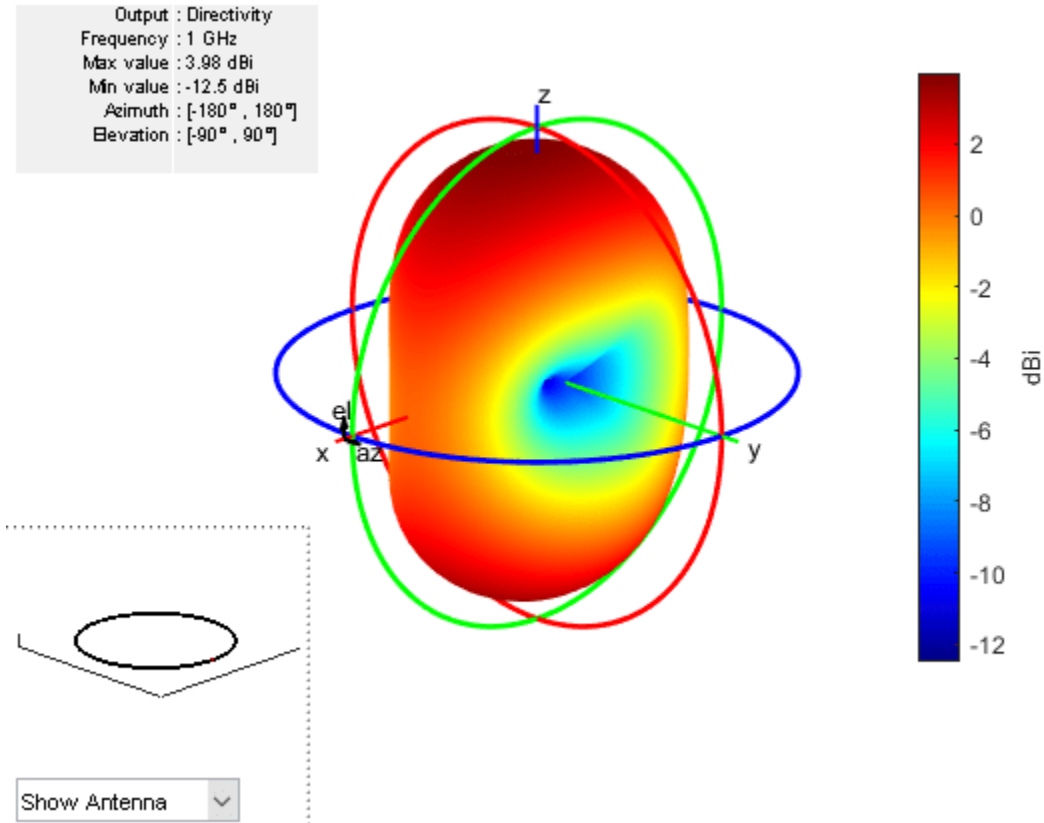 Output : Directivity
Frequency : 1 GHz
Max value : 3.98 dBi
Min value : -12.5 dBi
Azimuth : [-180° , 180°]
Elevation : [-90° , 90°]
z
el
x
az
y
2
0
-2
-4
-6
-8
-10
-12
dBi
Show Antenna